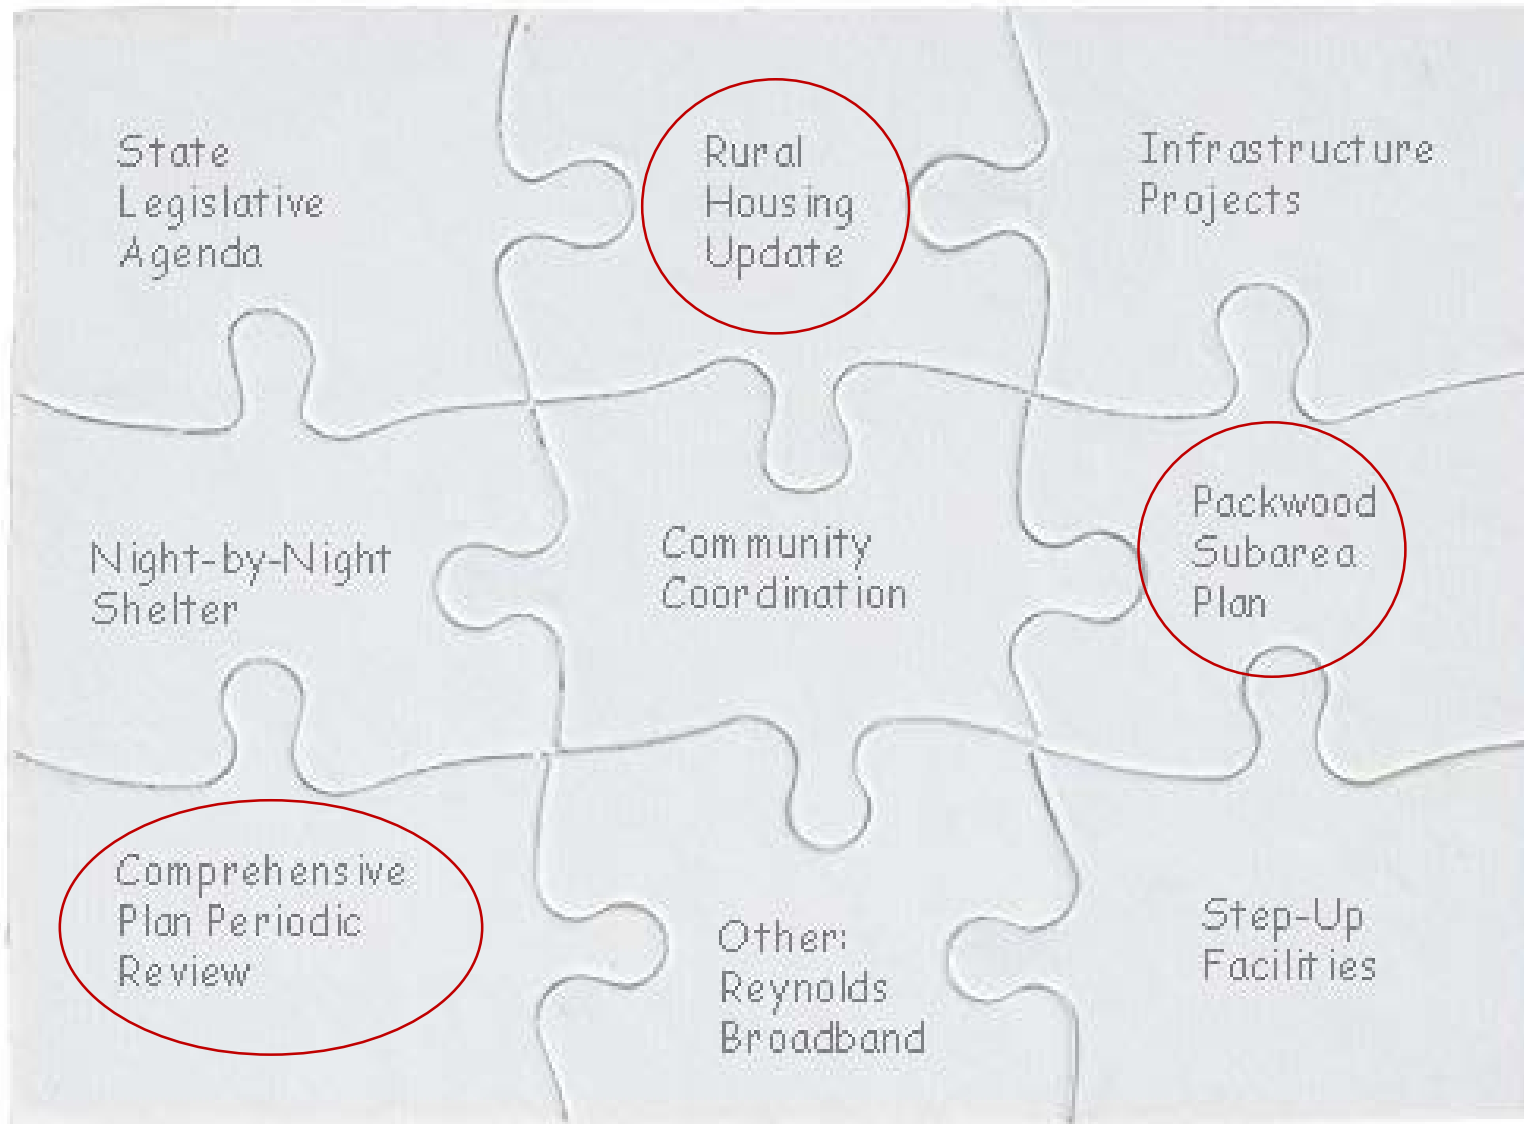 State
Legislative
Agenda
Rural
Housing
Update
Infrastructure
Projects
Night-by-Night
Shelter
Community
Coordination
Packwood
Subarea
Plan
Comprehensive
Plan Periodic
Review
Other:
Reynolds
Broadband
Step-Up
Facilities